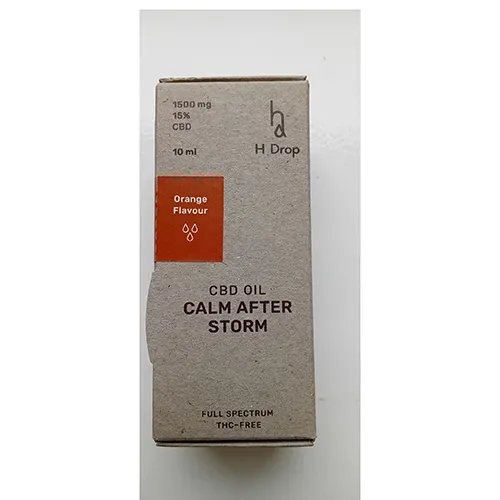 1500 mg
15%
CBD
10 ml
H Drop
Orange
Flavour
CBD OIL
CALM AFTER
STORM
FULL SPECTRUM
THC-FREE